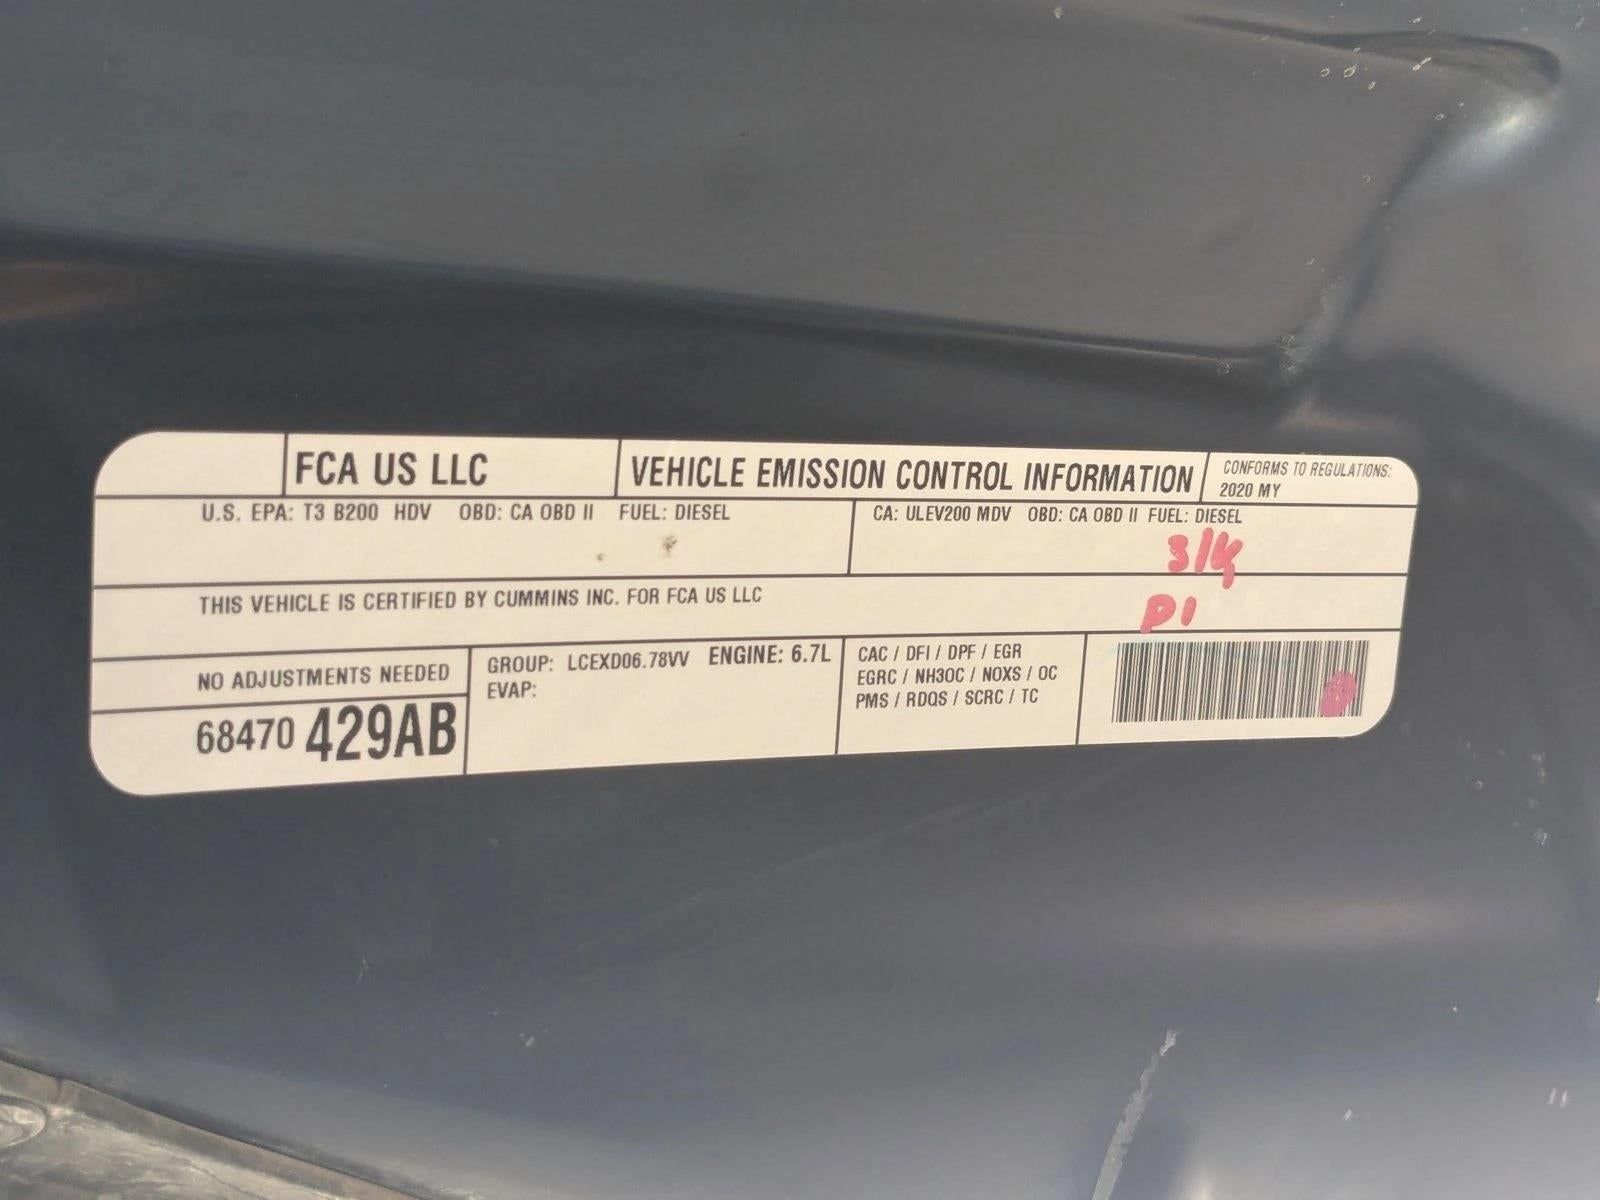 FCA US LLC
VEHICLE EMISSION CONTROL INFORMATION
CONFORMS TO REGULATIONS:
2020 MY
U.S. EPA: T3 B200 HDV OBD: CA OBD II FUEL: DIESEL
CA: ULEV200 MDV OBD: CA OBD II FUEL: DIESEL
THIS VEHICLE IS CERTIFIED BY CUMMINS INC. FOR FCA US LLC
P1
NO ADJUSTMENTS NEEDED
68470 429AB
GROUP: LCEXD06.78VV ENGINE: 6.7L
EVAP:
CAC / DFI / DPF / EGR
EGRC / NH3OC / NOXS / OC
PMS / RDQS / SCRC / TC